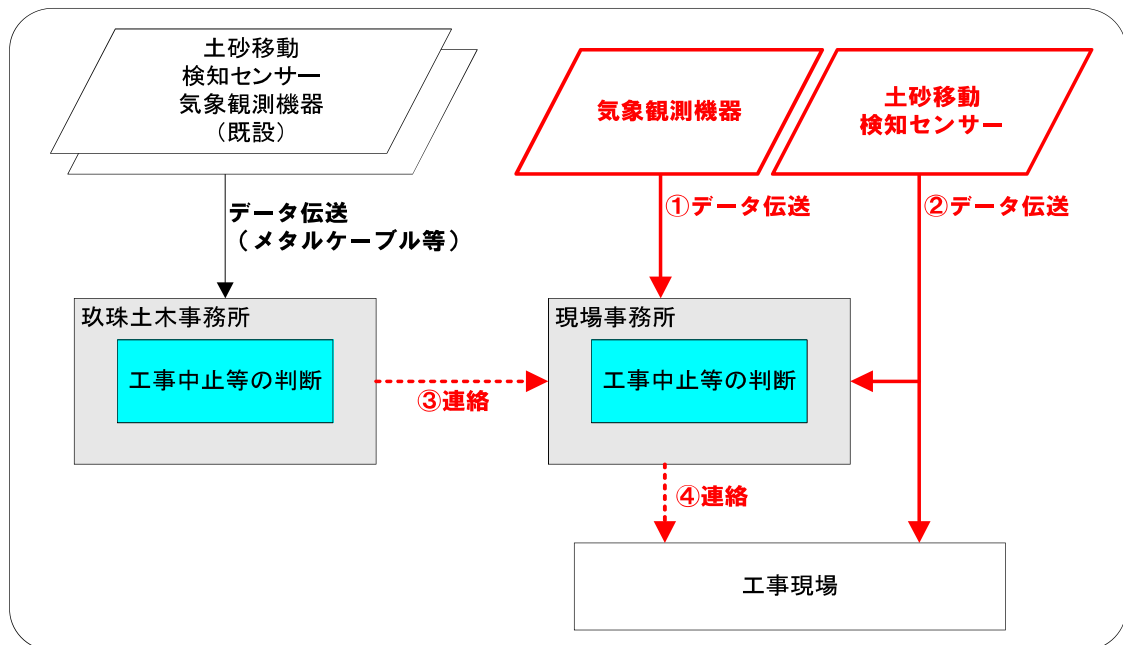 土砂移動
検知センサー
気象観測機器
（既設）
気象観測機器
土砂移動
検知センサー
データ伝送
（メタルケーブル等）
①データ伝送
②データ伝送
玖珠土木事務所
工事中止等の判断
③連絡
現場事務所
工事中止等の判断
④連絡
工事現場